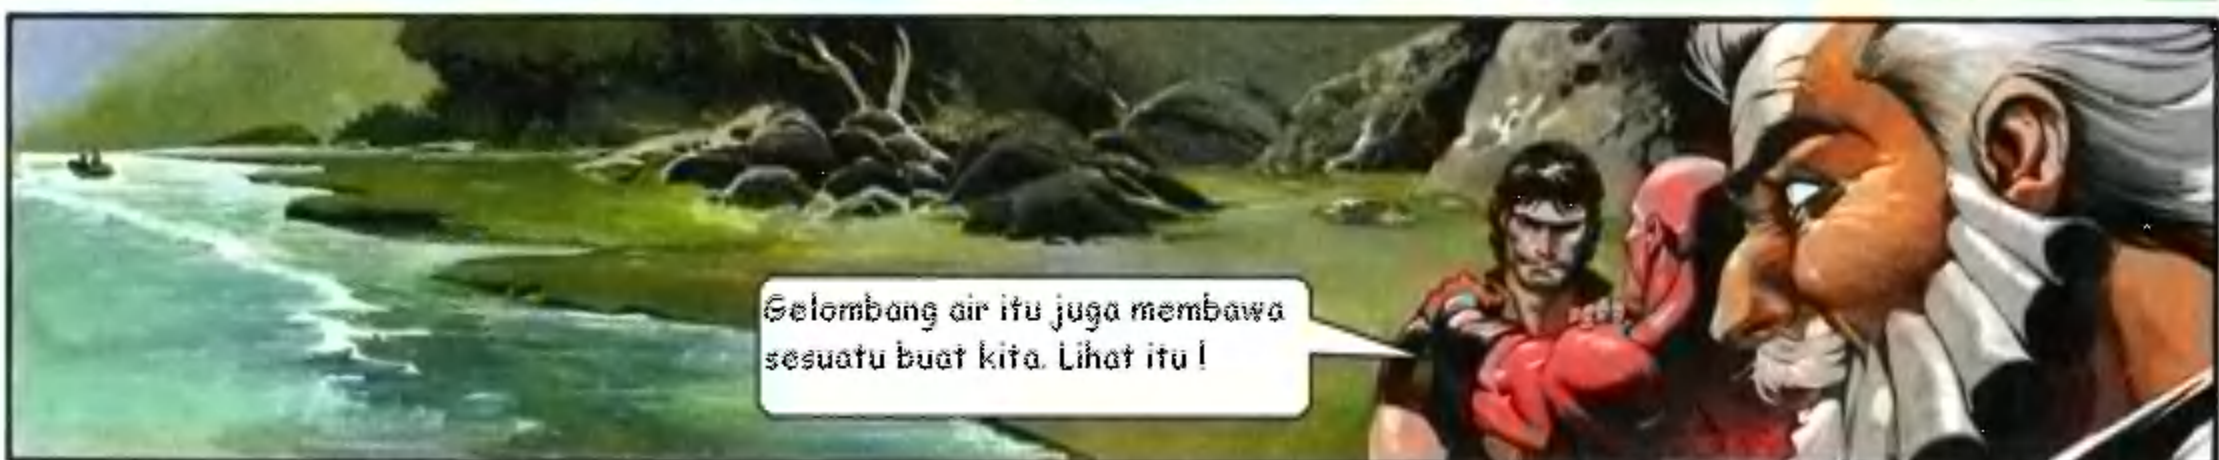 Gelombang air itu juga membawa
sesuatu buat kita. Lihat itu !